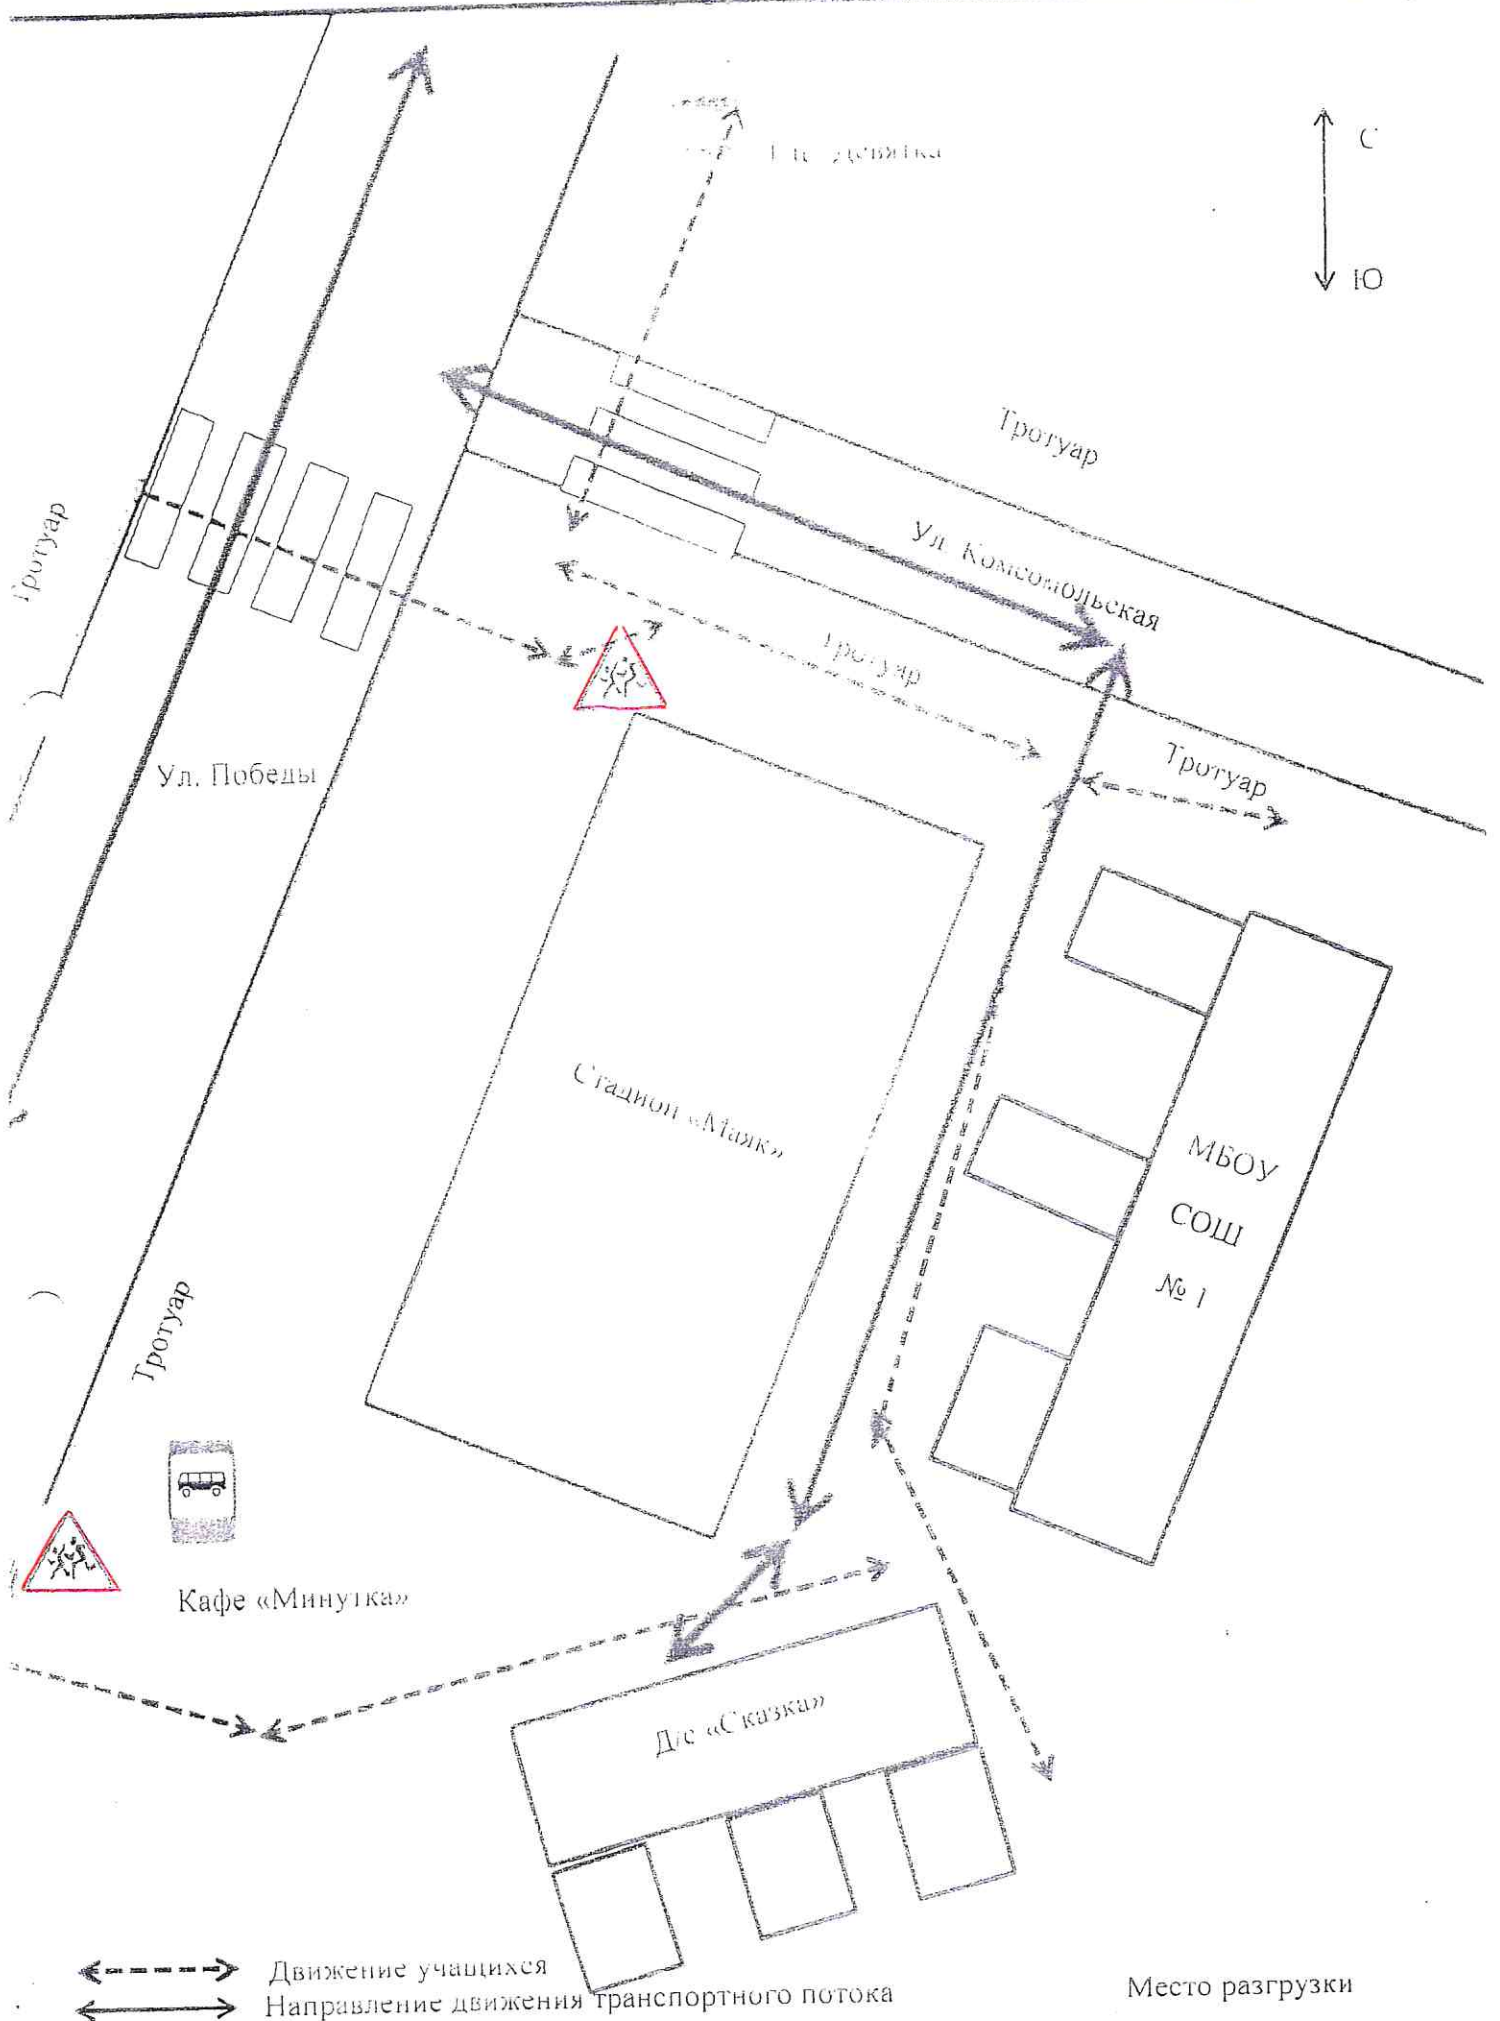 девятка
С
Ю
Тротуар
Тротуар
Ул. Комсомольская
Тротуар
Тротуар
Ул. Победы
Стадион «Маяк»
МБОУ
СОШ
№ 1
Тротуар
Кафе «Минутка»
Д/с «Сказка»
Движение учащихся
Направление движения транспортного потока
Место разгрузки